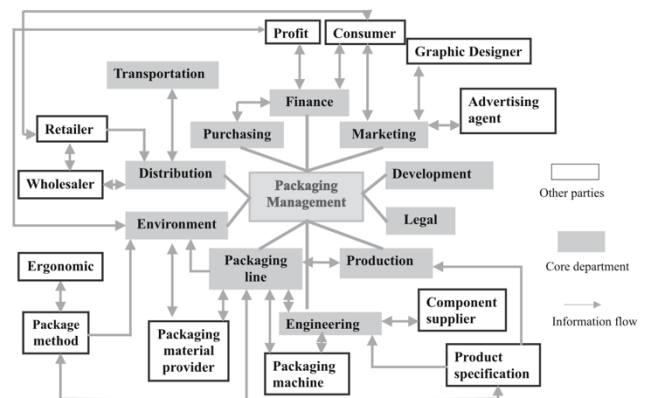 Profit
Consumer
Graphic Designer
Transportation
Finance
Advertising
agent
Retailer
Purchasing
Marketing
Wholesaler
Distribution
Packaging
Management
Development
Other parties
Environment
Legal
Ergonomic
Packaging
line
Production
Core department
Package
method
Packaging
material
provider
Engineering
Component
supplier
Information flow
Packaging
machine
Product
specification